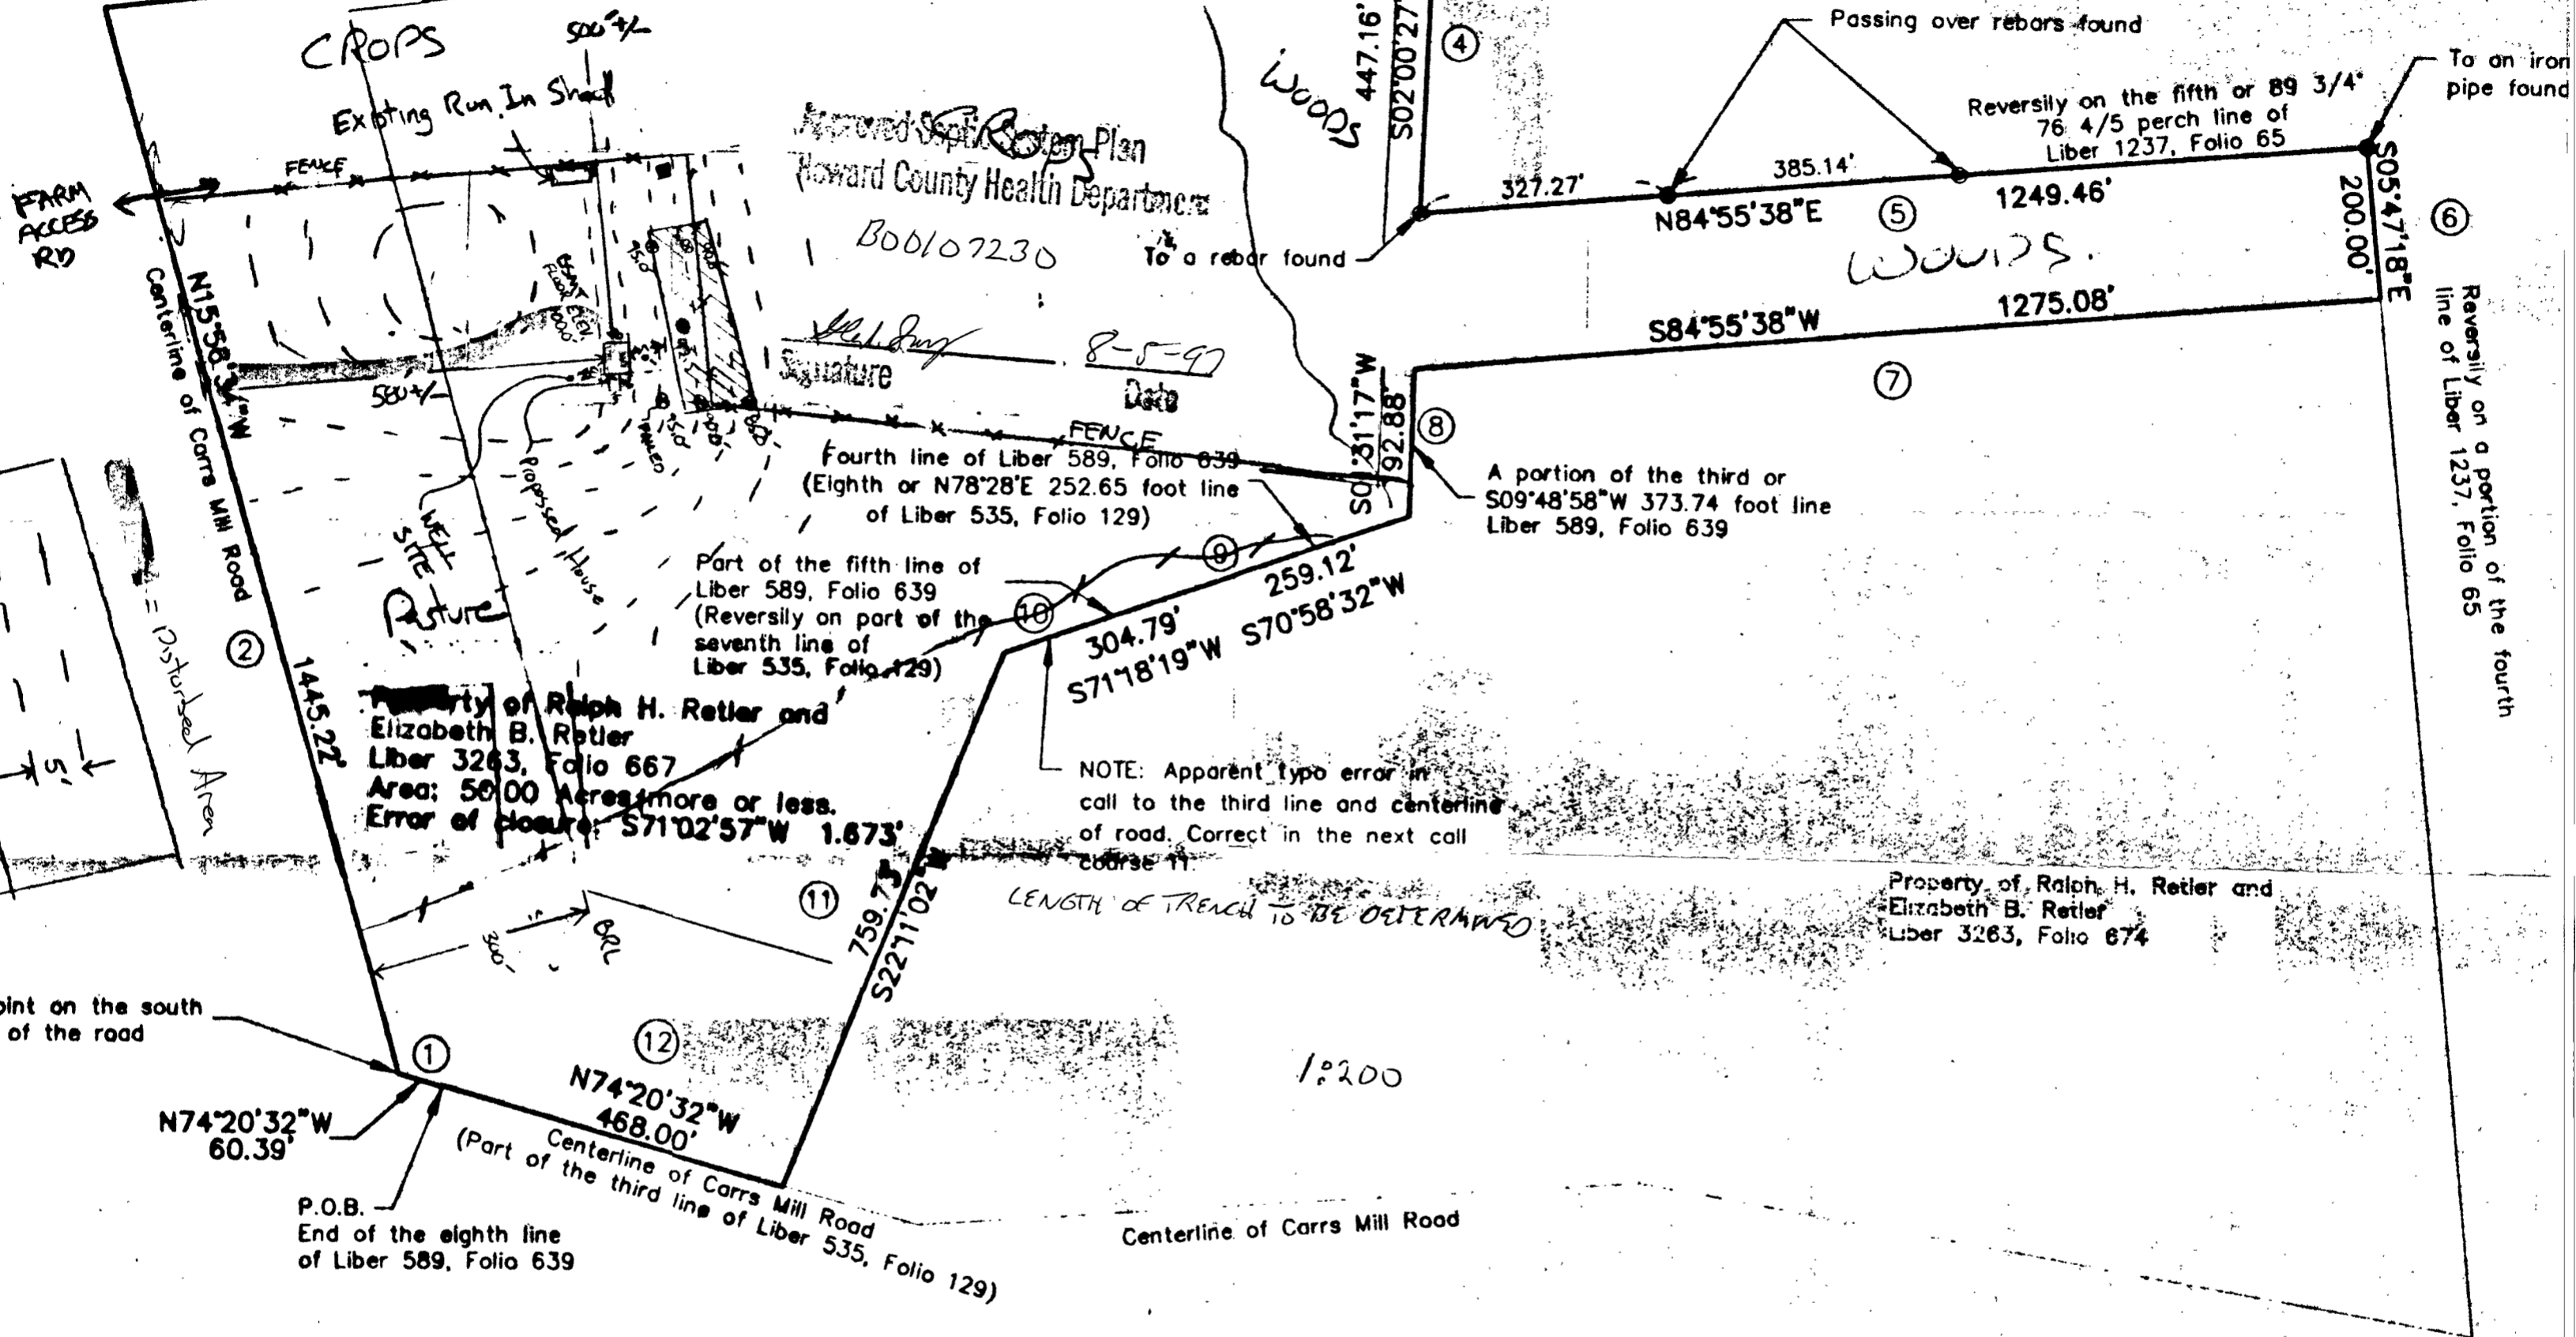 CROPS
500'+/-
Existing Run In Shed
FENCE
FARM
ACCESS
RD
Approved Septic System Plan
Howard County Health Department
CROPS
B00107230
Signature
8-5-97
Date
WOODS
447.16'
S02°00'27"
4
Passing over rebars found
To an iron
pipe found
Reversily on the fifth or 89 3/4°
76 4/5 perch line of
Liber 1237, Folio 65
327.27'
385.14'
1249.46'
N84°55'38"E
5
To a rebar found
WOODS.
S05°47'18"E
200.00'
6
Reversily on a portion of the fourth
line of Liber 1237, Folio 65
S84°55'38"W
1275.08'
7
8
A portion of the third or
S09°48'58"W 373.74 foot line
Liber 589, Folio 639
FENCE
Fourth line of Liber 589, Folio 639
(Eighth or N78°28'E 252.65 foot line
of Liber 535, Folio 129)
Centerline of Carrs Mill Road
2
1445.22'
BSMT
FLOOR ELEV.
580'+/-
95.0
FAILED
WELL
SITE
Proposed House
Pasture
= Disturbed Area
5'
Part of the fifth line of
Liber 589, Folio 639
(Reversily on part of the
seventh line of
Liber 535, Folio 129)
9
10
259.12'
S70°58'32"W
304.79'
S71°18'19"W
Property of Ralph H. Retler and
Elizabeth B. Retler
Liber 3263, Folio 667
Area: 50.00 Acres more or less.
Error of closure: S71°02'57"W 1.673'
NOTE: Apparent typo error in
call to the third line and centerline
of road. Correct in the next call
course 11.
LENGTH OF TRENCH TO BE DETERMINED
11
759.73'
S22°11'02"
Property of Ralph H. Retler and
Elizabeth B. Retler
Liber 3263, Folio 674
300'
BRL
point on the south
of the road
1
12
N74°20'32"W
468.00'
N74°20'32"W
60.39'
Centerline of Carrs Mill Road
(Part of the third line of Liber 535, Folio 129)
P.O.B.
End of the eighth line
of Liber 589, Folio 639
1:200
Centerline of Carrs Mill Road